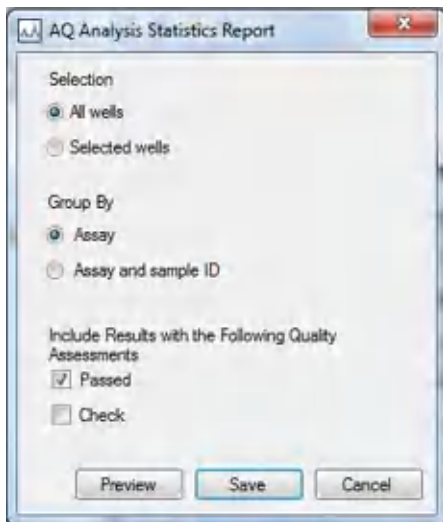 AQ Analysis Statistics Report
Selection
All wells
Selected wells
Group By
Assay
Assay and sample ID
Include Results with the Following Quality
Assessments
Passed
Check
Preview Save Cancel